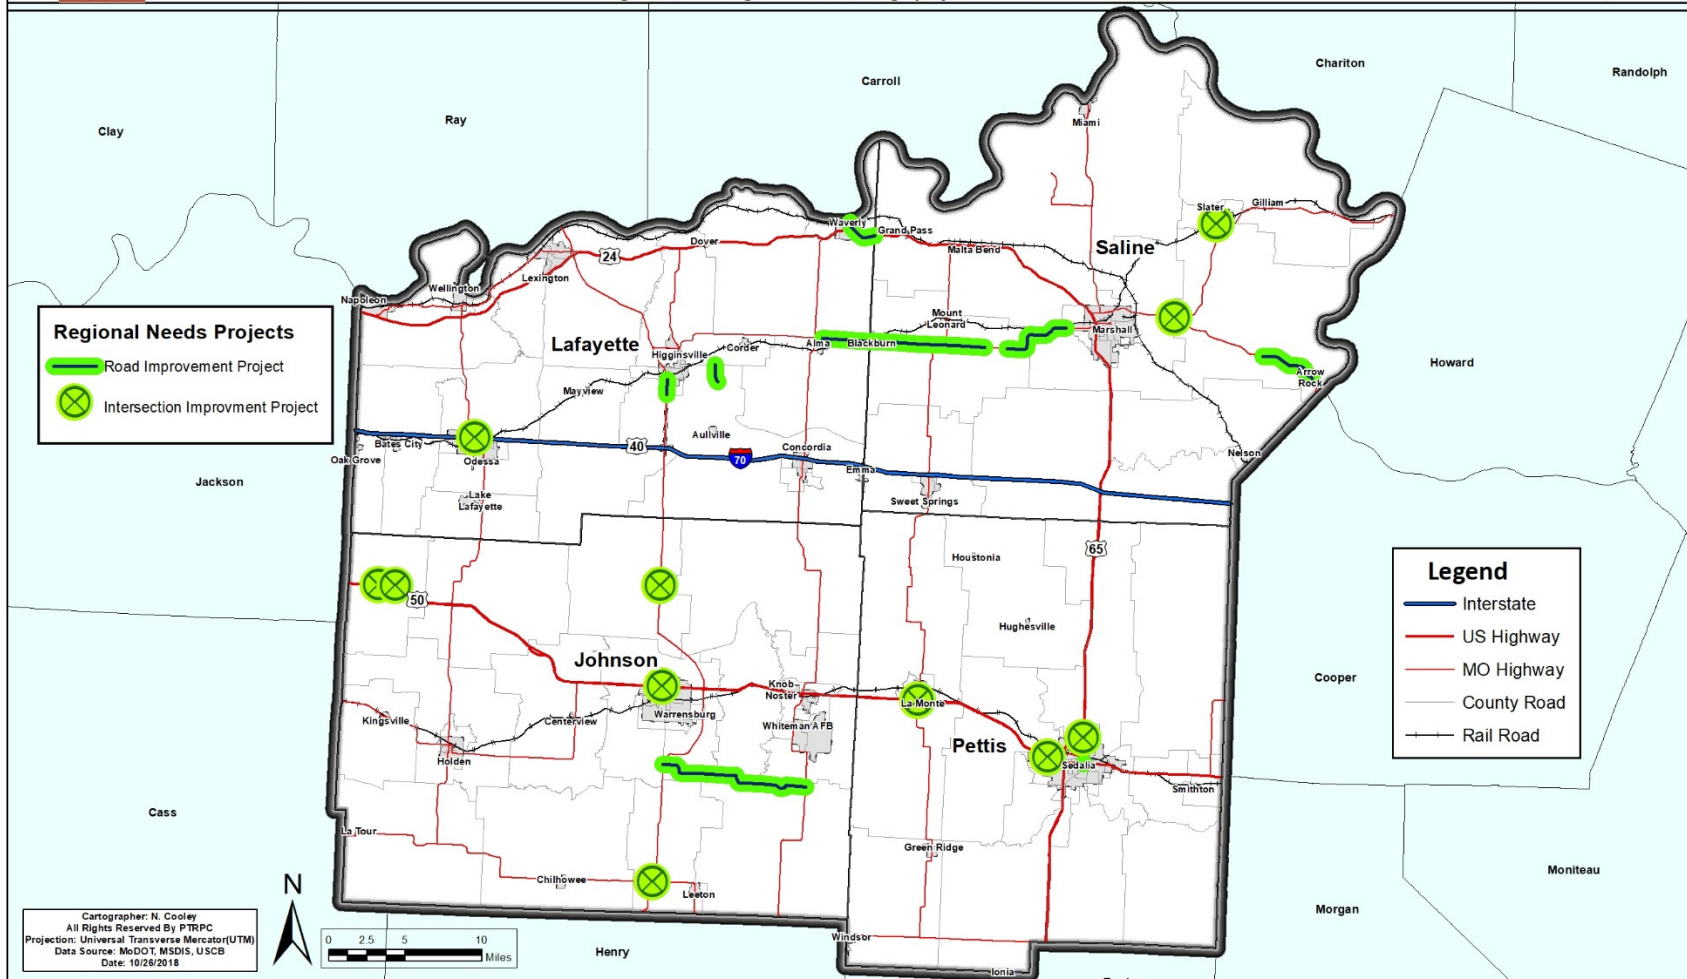 Chariton
Randolph
Carroll
Clay
Ray
Miami
Slater
Gilliam
Waverly
Grand Pass
Saline
Dover
Malta Bend
24
Lexington
Wellington
Napoleon
Regional Needs Projects
Road Improvement Project
Intersection Improvment Project
Mount
Leonard
Marshall
Lafayette
Higginsville
Corder
Alma
Blackburn
Howard
Arrow
Rock
Mayview
Aullville
Bates City
40
Concordia
Oak Grove
Odessa
70
Emma
Nelson
Jackson
Lake
Lafayette
Sweet Springs
65
Houstonia
50
Hughesville
Legend
Interstate
US Highway
MO Highway
County Road
Rail Road
Johnson
Knob
Noster
La Monte
Cooper
Kingsville
Centerview
Warrensburg
Whiteman AFB
Pettis
Holden
Sedalia
Smithton
Cass
La Tour
Green Ridge
Moniteau
Chilhowee
Leeton
Morgan
N
Cartographer: N. Cooley
All Rights Reserved By PTRPC
Projection: Universal Transverse Mercator(UTM)
Data Source: MoDOT, MSDIS, USCB
Date: 10/26/2018
0 2.5 5 10
Miles
Henry
Windsor
Ionia